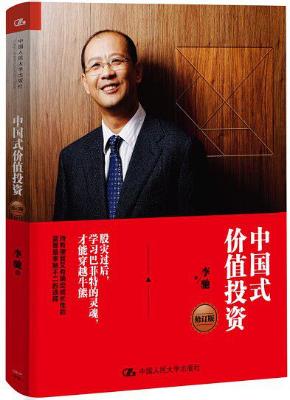 中国人民大学出版社
中国式价值投资
修订版
李驰
著
股灾过后,
学习巴菲特的灵魂,
才能穿越牛熊
中国式
价值投资
李驰
著
修订版
中国人民大学出版社